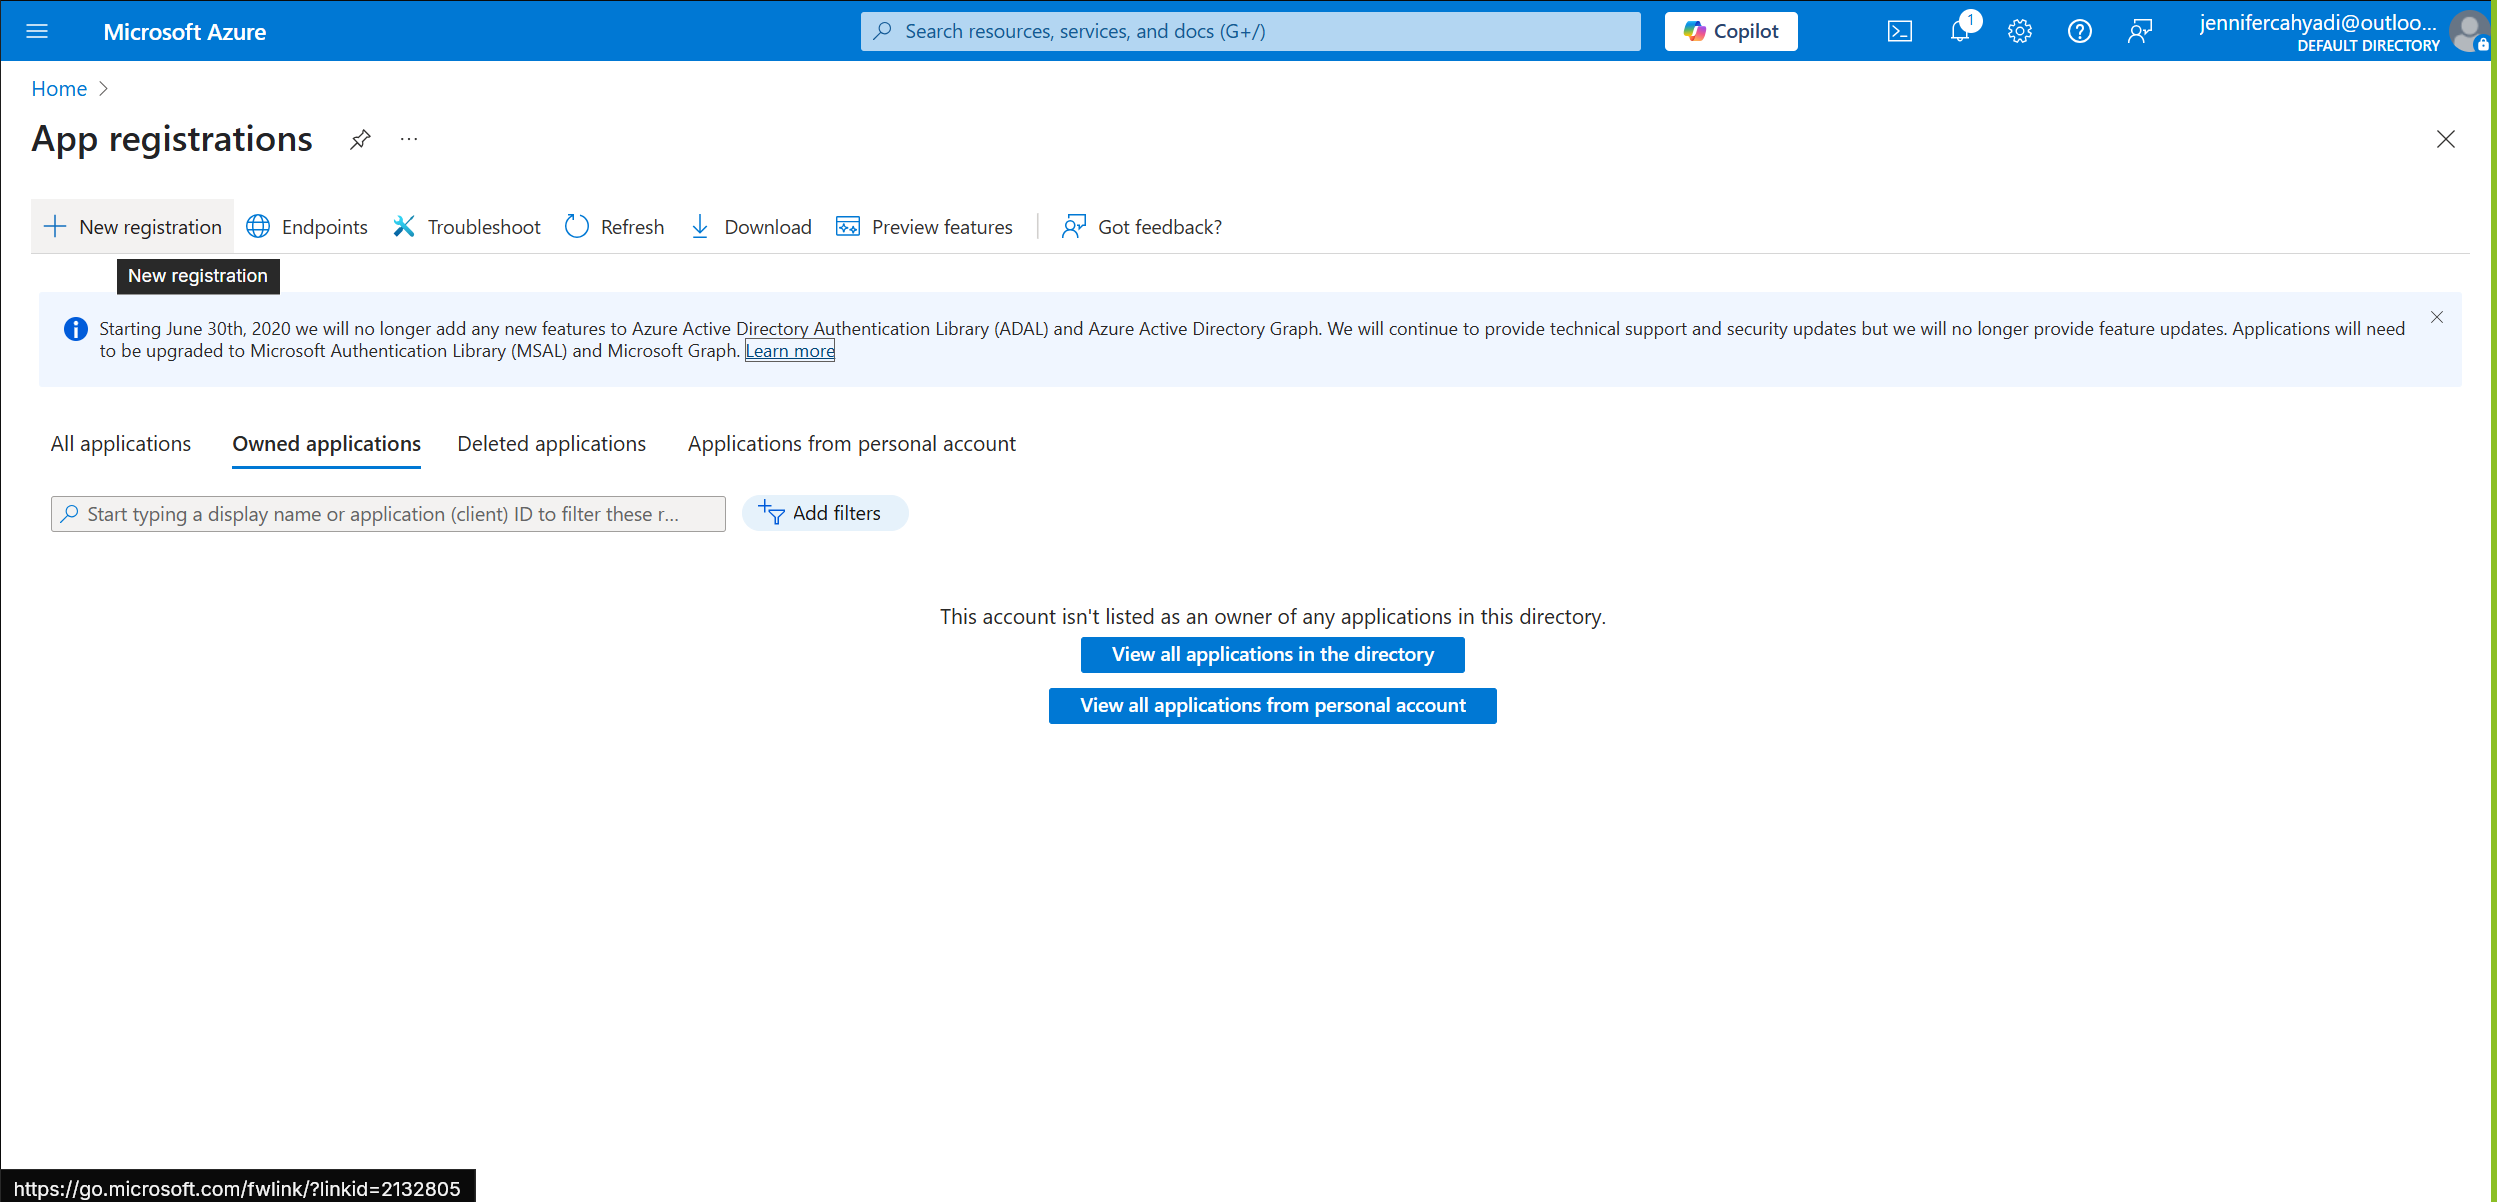 Microsoft Azure
Search resources, services, and docs (G+/)
Copilot
1
jennifercahyadi@outloo...
DEFAULT DIRECTORY
Home
App registrations
New registration
Endpoints
Troubleshoot
Refresh
Download
Preview features
Got feedback?
New registration
Starting June 30th, 2020 we will no longer add any new features to Azure Active Directory Authentication Library (ADAL) and Azure Active Directory Graph. We will continue to provide technical support and security updates but we will no longer provide feature updates. Applications will need
to be upgraded to Microsoft Authentication Library (MSAL) and Microsoft Graph. Learn more
All applications
Owned applications
Deleted applications
Applications from personal account
Start typing a display name or application (client) ID to filter these r...
Add filters
This account isn't listed as an owner of any applications in this directory.
View all applications in the directory
View all applications from personal account
https://go.microsoft.com/fwlink/?linkid=2132805